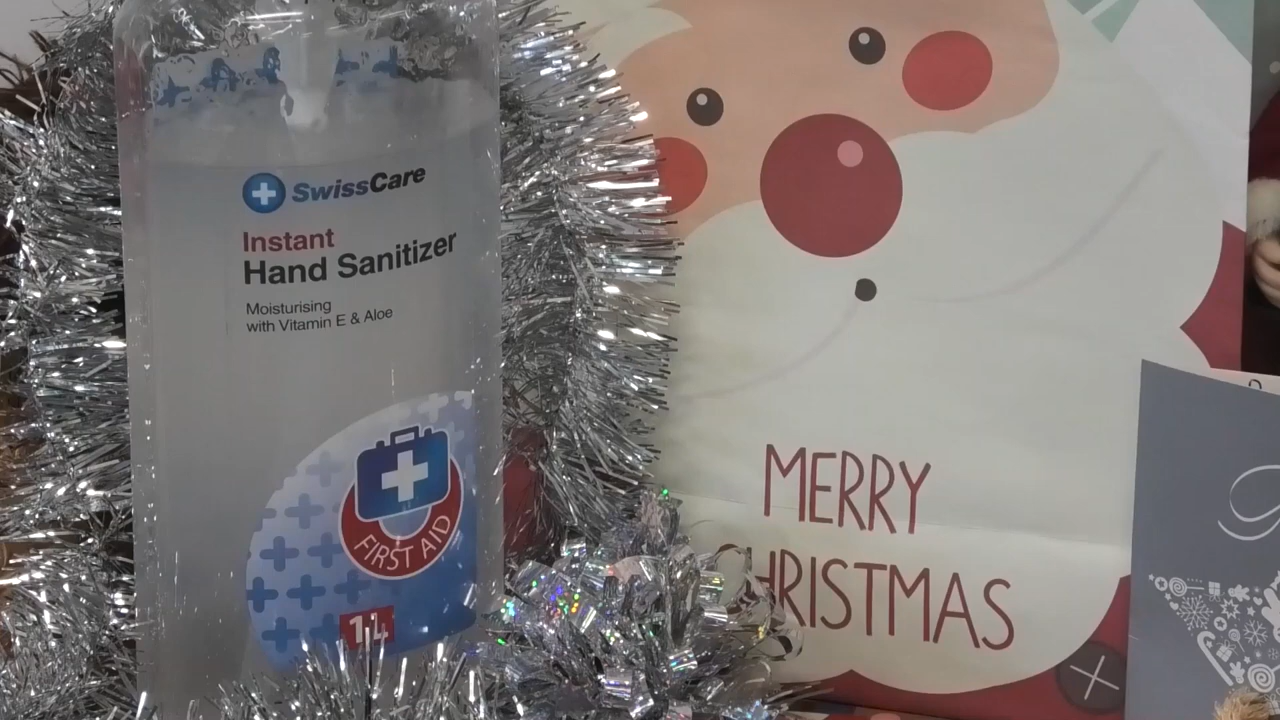 SwissCare
Instant
Hand Sanitizer
Moisturising
with Vitamin E & Aloe
FIRST AID
1L
MERRY
CHRISTMAS